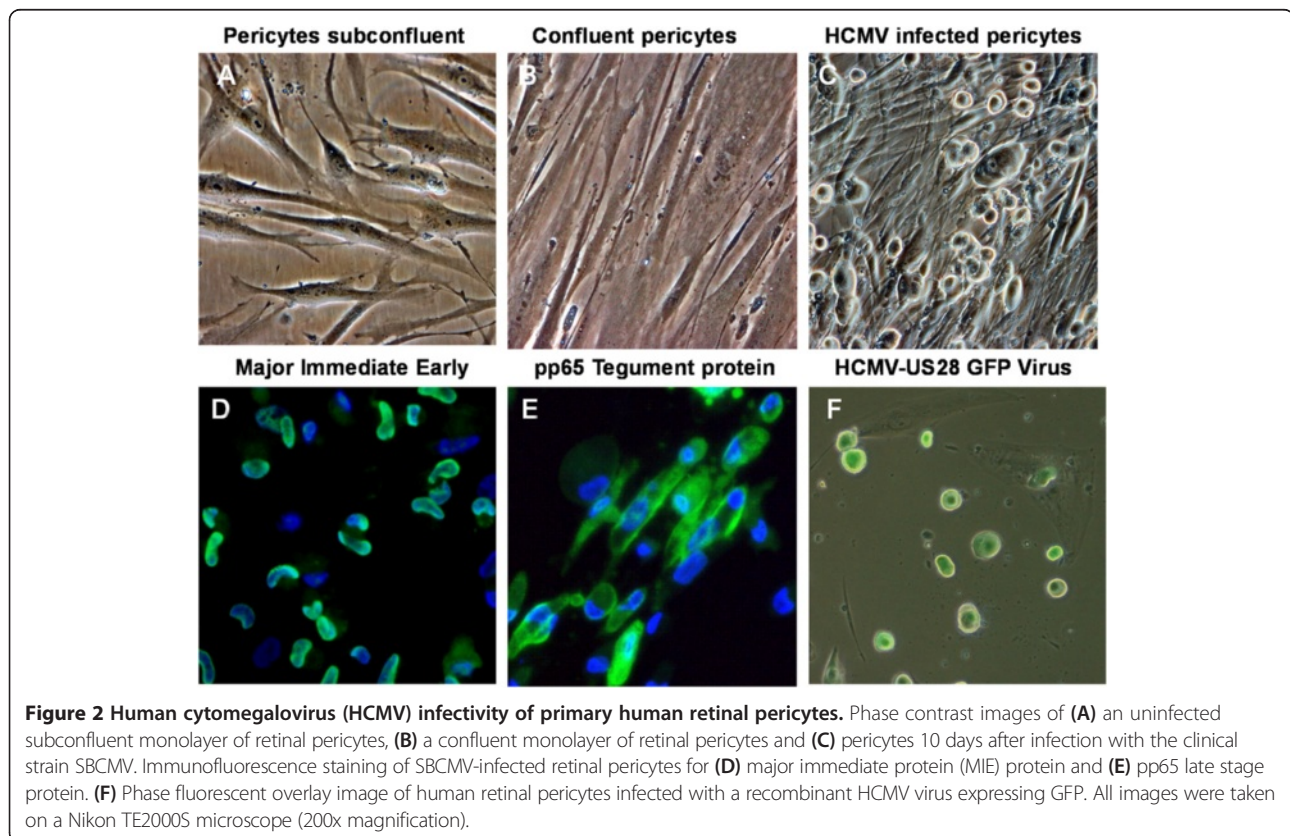 Pericytes subconfluent
Confluent pericytes
HCMV infected pericytes
A
B
C
Major Immediate Early
pp65 Tegument protein
HCMV-US28 GFP Virus
D
E
F
Figure 2 Human cytomegalovirus (HCMV) infectivity of primary human retinal pericytes. Phase contrast images of (A) an uninfected
subconfluent monolayer of retinal pericytes, (B) a confluent monolayer of retinal pericytes and (C) pericytes 10 days after infection with the clinical
strain SBCMV. Immunofluorescence staining of SBCMV-infected retinal pericytes for (D) major immediate protein (MIE) protein and (E) pp65 late stage
protein. (F) Phase fluorescent overlay image of human retinal pericytes infected with a recombinant HCMV virus expressing GFP. All images were taken
on a Nikon TE2000S microscope (200x magnification).